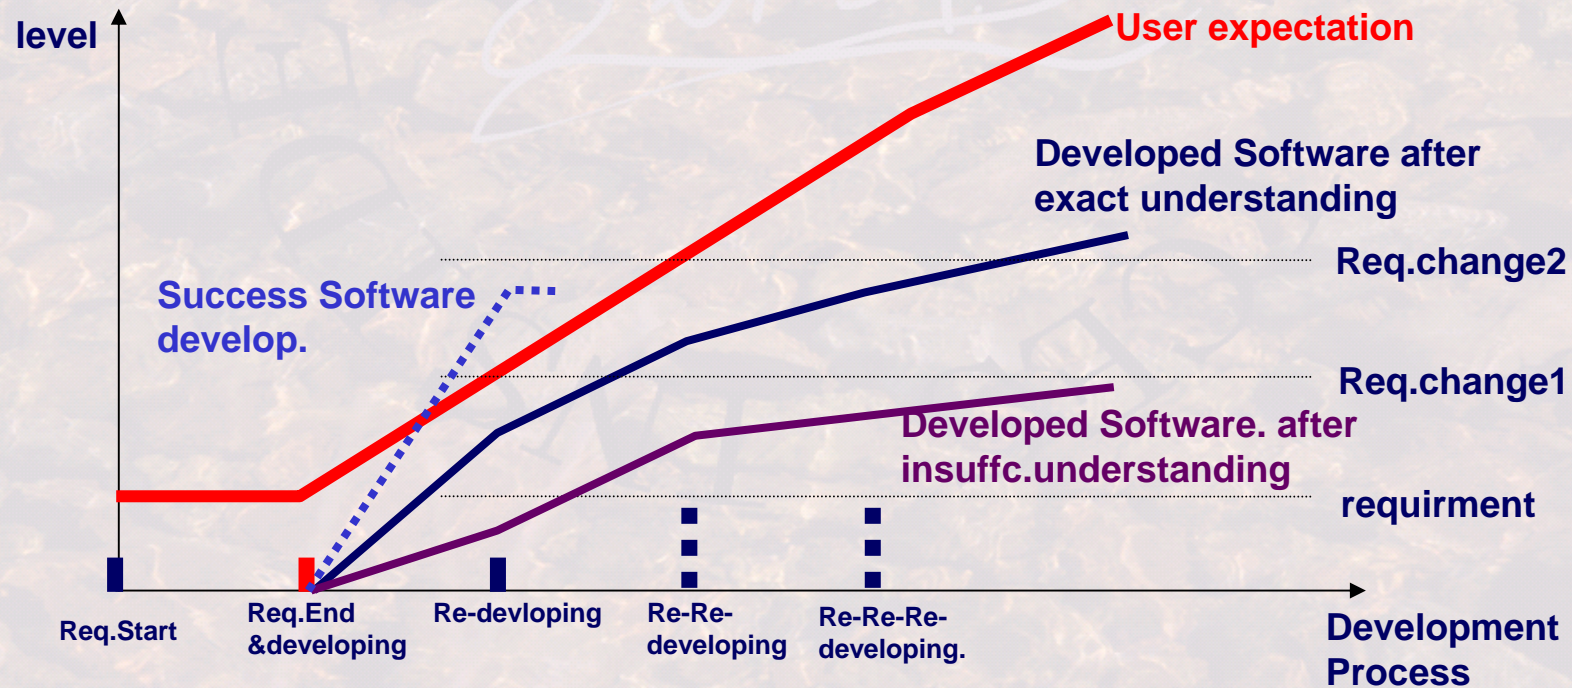 level
User expectation
Developed Software after
exact understanding
Req.change2
Success Software
develop.
Req.change1
Developed Software. after
insuffc.understanding
requirment
Req.Start
Req.End
&developing
Re-devloping
Re-Re-
developing
Re-Re-Re-
developing.
Development
Process